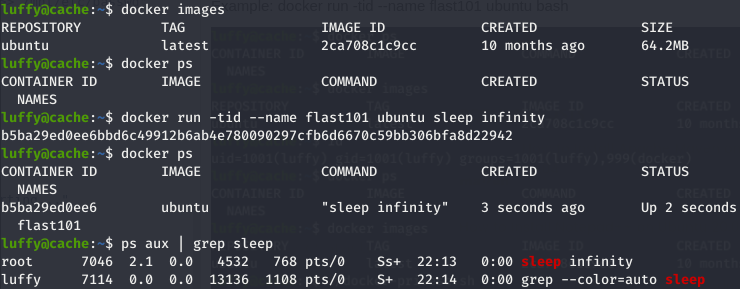 luffy@cache:~$ docker images
REPOSITORY TAG IMAGE ID CREATED SIZE
ubuntu latest 2ca708c1c9cc 10 months ago 64.2MB
luffy@cache:~$ docker ps
CONTAINER ID IMAGE COMMAND CREATED STATUS
NAMES
luffy@cache:~$ docker run -tid --name flast101 ubuntu sleep infinity
b5ba29ed0ee6bbd6c49912b6ab4e780090297cfb6d6670c59bb306bfa8d22942
luffy@cache:~$ docker ps
CONTAINER ID IMAGE COMMAND CREATED STATUS
NAMES
b5ba29ed0ee6 ubuntu "sleep infinity" 3 seconds ago Up 2 seconds
flast101
luffy@cache:~$ ps aux | grep sleep
root 7046 2.1 0.0 4532 768 pts/0 Ss+ 22:13 0:00 sleep infinity
luffy 7114 0.0 0.0 13136 1108 pts/0 S+ 22:14 0:00 grep --color=auto sleep